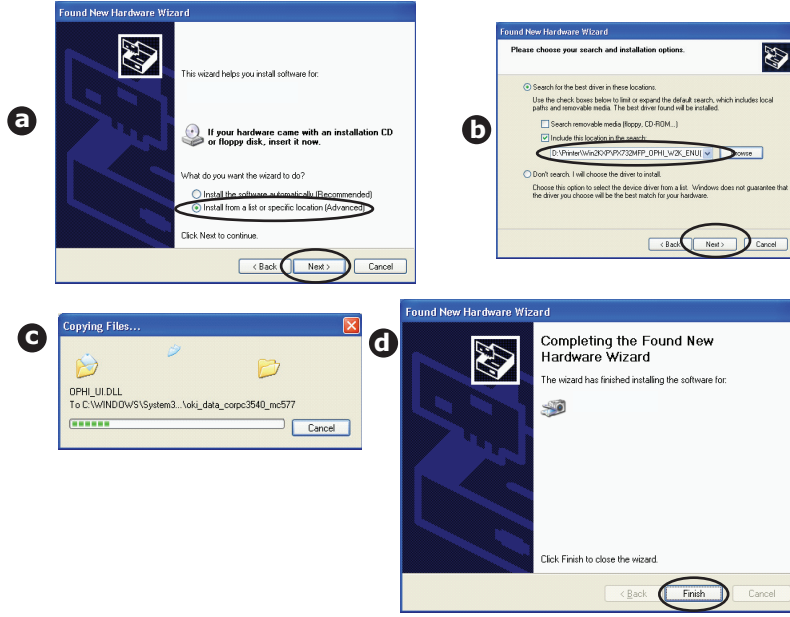 a
Found New Hardware Wizard
This wizard helps you install software for:
If your hardware came with an installation CD
or floppy disk, insert it now.
What do you want the wizard to do?
Install the software automatically (Recommended)
Install from a list or specific location (Advanced)
Click Next to continue.
< Back
Next >
Cancel
b
Found New Hardware Wizard
Please choose your search and installation options.
Search for the best driver in these locations.
Use the check boxes below to limit or expand the default search, which includes local
paths and removable media. The best driver found will be installed.
Search removable media (floppy, CD-ROM...)
Include this location in the search:
D:\Printer\Win2KXP\PX732MFP_OPHI_W2K_ENU\
Browse
Don't search. I will choose the driver to install.
Choose this option to select the device driver from a list. Windows does not guarantee that
the driver you choose will be the best match for your hardware.
< Back
Next >
Cancel
c
Copying Files...
OPHI_UI.DLL
To C:\WINDOWS\System3...\oki_data_corpc3540_mc577
Cancel
d
Found New Hardware Wizard
Completing the Found New
Hardware Wizard
The wizard has finished installing the software for:
Click Finish to close the wizard.
< Back
Finish
Cancel